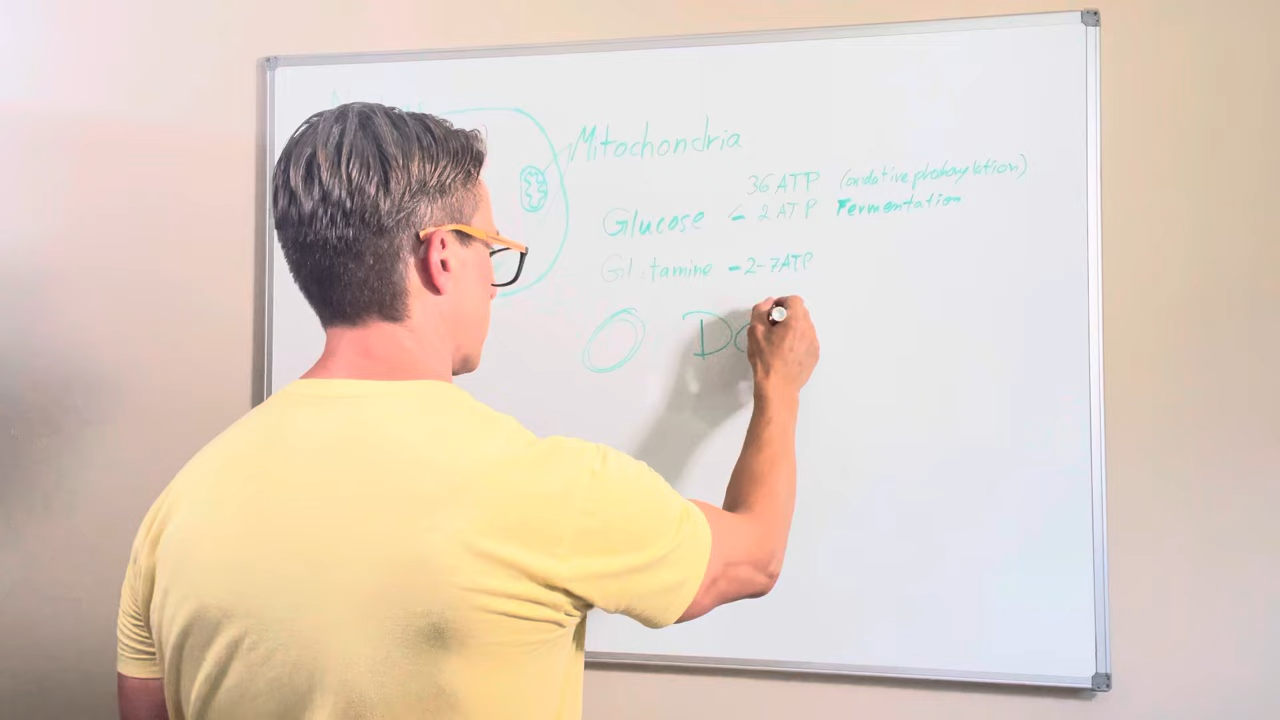 Mitochondria
36 ATP (oxidative phosphorylation)
Glucose - 2 ATP Fermentation
Glutamine - 2-7ATP
D